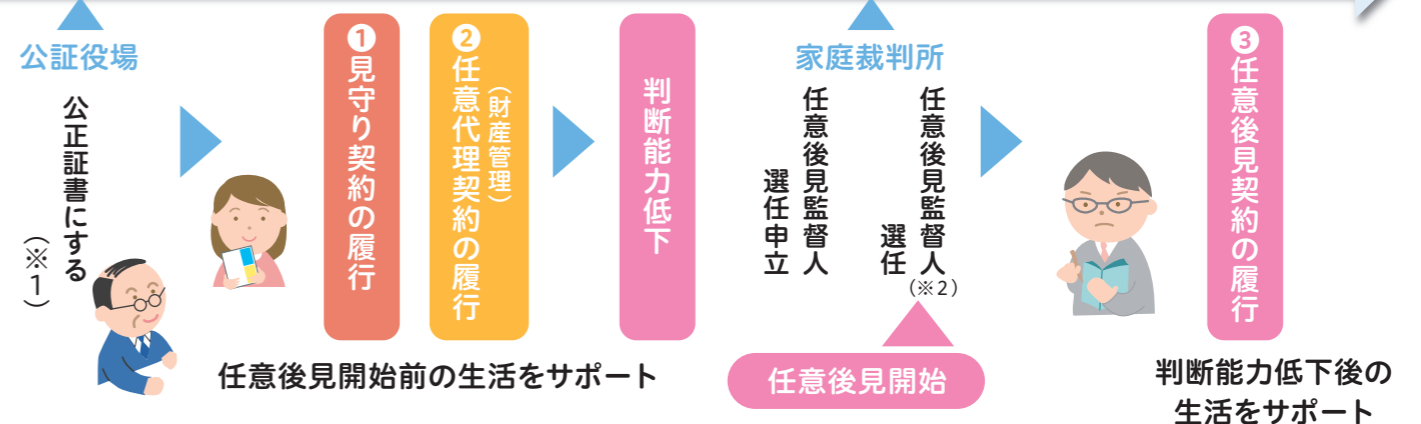 公証役場
公正証書にする
（※1）
❶見守り契約の履行
❷任意代理契約の履行
（財産管理）
任意後見開始前の生活をサポート
判断能力低下
家庭裁判所
任意後見監督人
選任申立
任意後見監督人
選任
（※2）
任意後見開始
❸任意後見契約の履行
判断能力低下後の
生活をサポート